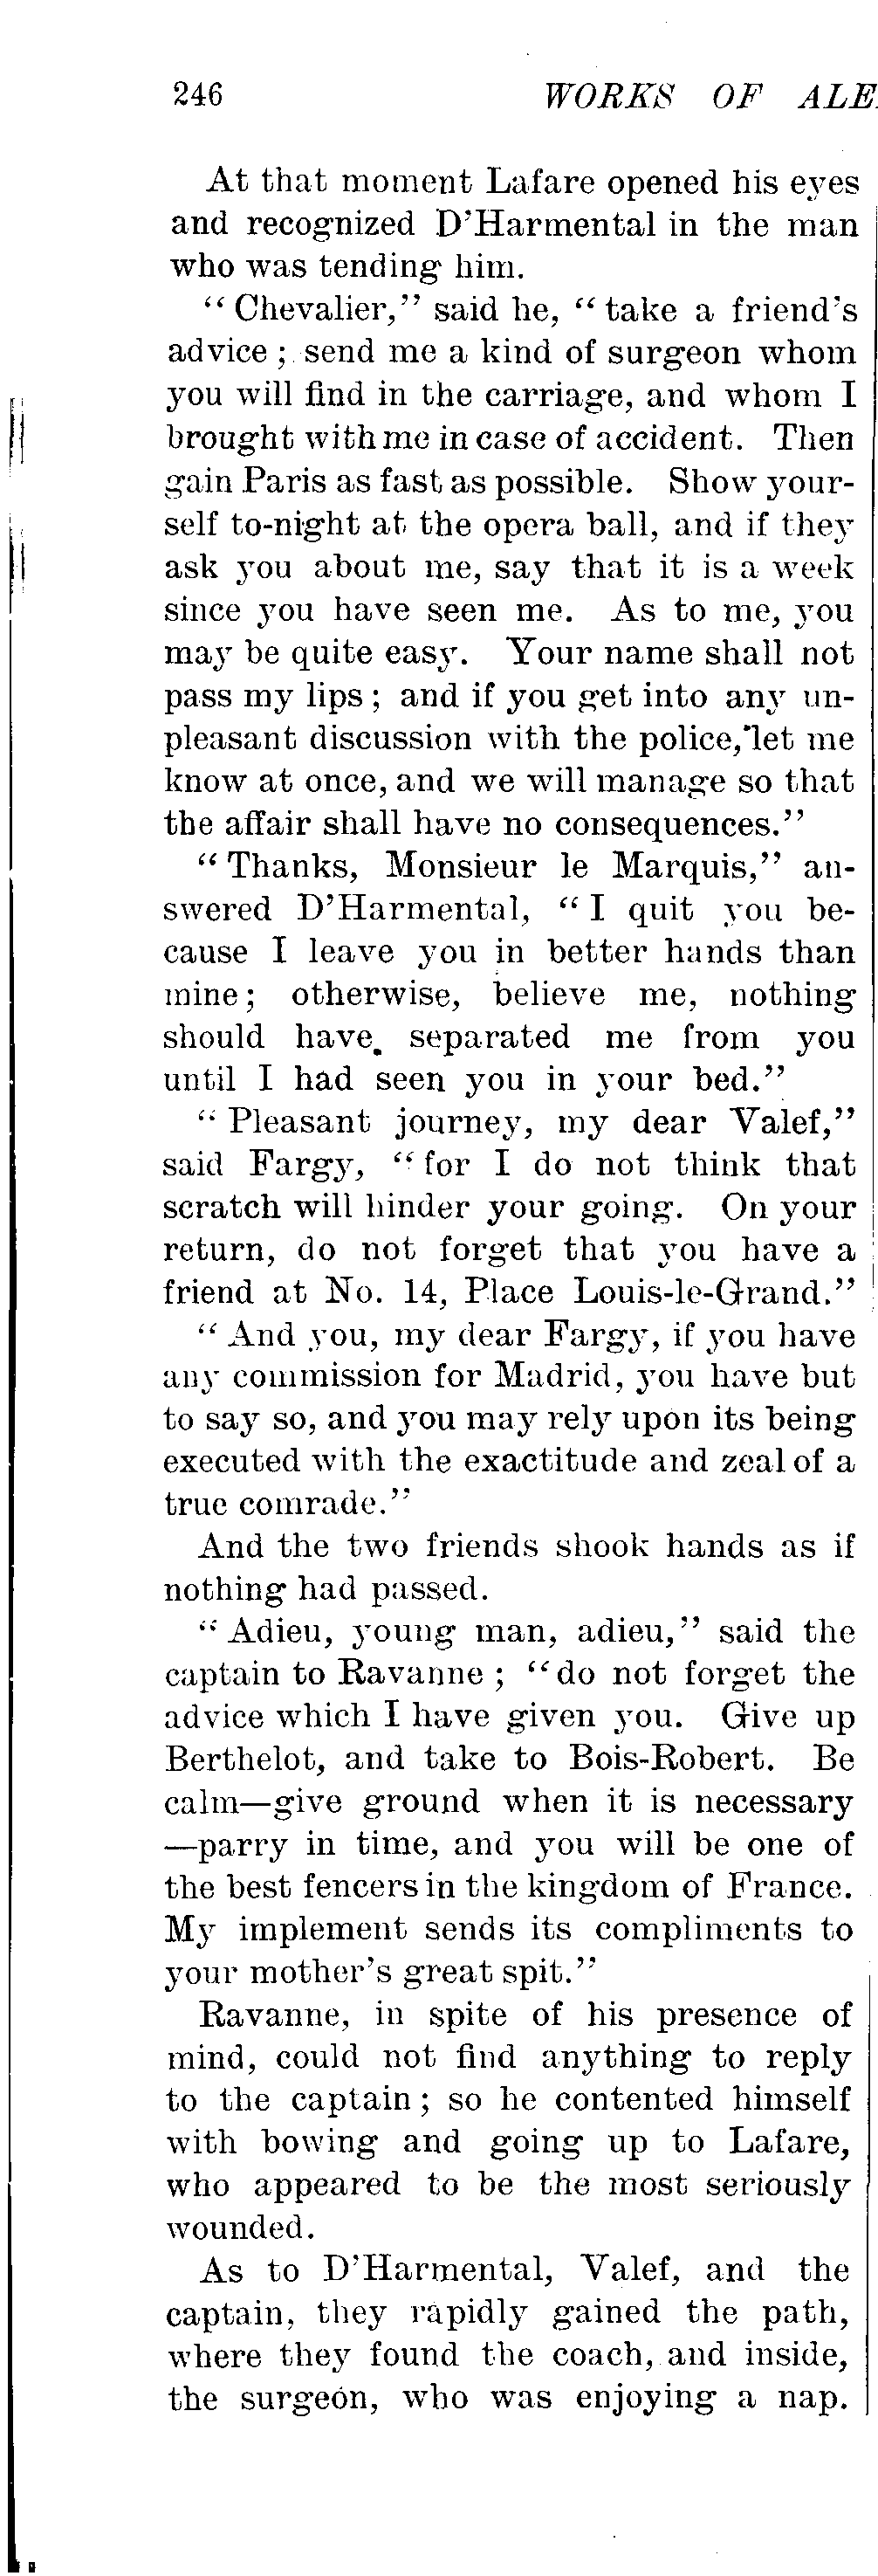 246 WORKS OF ALE
At that moment Lafare opened his eyes
and recognized D'Harmental in the man
who was tending him.
"Chevalier," said he, "take a friend's
advice; send me a kind of surgeon whom
you will find in the carriage, and whom I
brought with me in case of accident. Then
gain Paris as fast as possible. Show your-
self to-night at the opera ball, and if they
ask you about me, say that it is a week
since you have seen me. As to me, you
may be quite easy. Your name shall not
pass my lips; and if you get into any un-
pleasant discussion with the police, let me
know at once, and we will manage so that
the affair shall have no consequences."
"Thanks, Monsieur le Marquis," an-
swered D'Harmental, "I quit you be-
cause I leave you in better hands than
mine; otherwise, believe me, nothing
should have separated me from you
until I had seen you in your bed."
"Pleasant journey, my dear Valef,"
said Fargy, "for I do not think that
scratch will hinder your going. On your
return, do not forget that you have a
friend at No. 14, Place Louis-le-Grand."
"And you, my dear Fargy, if you have
any commission for Madrid, you have but
to say so, and you may rely upon its being
executed with the exactitude and zeal of a
true comrade."
And the two friends shook hands as if
nothing had passed.
"Adieu, young man, adieu," said the
captain to Ravanne; "do not forget the
advice which I have given you. Give up
Berthelot, and take to Bois-Robert. Be
calm—give ground when it is necessary
—parry in time, and you will be one of
the best fencers in the kingdom of France.
My implement sends its compliments to
your mother's great spit."
Ravanne, in spite of his presence of
mind, could not find anything to reply
to the captain; so he contented himself
with bowing and going up to Lafare,
who appeared to be the most seriously
wounded.
As to D'Harmental, Valef, and the
captain, they rapidly gained the path,
where they found the coach, and inside,
the surgeon, who was enjoying a nap.